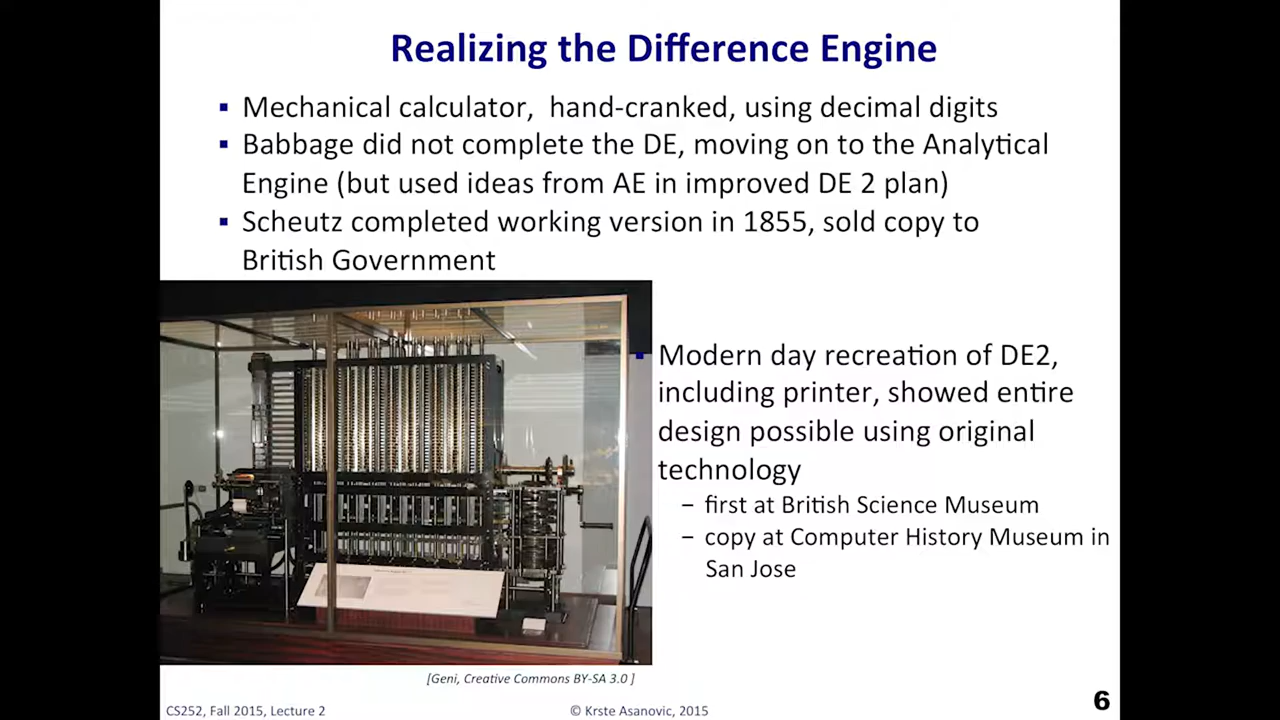 Realizing the Difference Engine
▪ Mechanical calculator, hand-cranked, using decimal digits
▪ Babbage did not complete the DE, moving on to the Analytical
Engine (but used ideas from AE in improved DE 2 plan)
▪ Scheutz completed working version in 1855, sold copy to
British Government
▪ Modern day recreation of DE2,
including printer, showed entire
design possible using original
technology
– first at British Science Museum
– copy at Computer History Museum in
San Jose
[Geni, Creative Commons BY-SA 3.0 ]
CS252, Fall 2015, Lecture 2
© Krste Asanovic, 2015
6